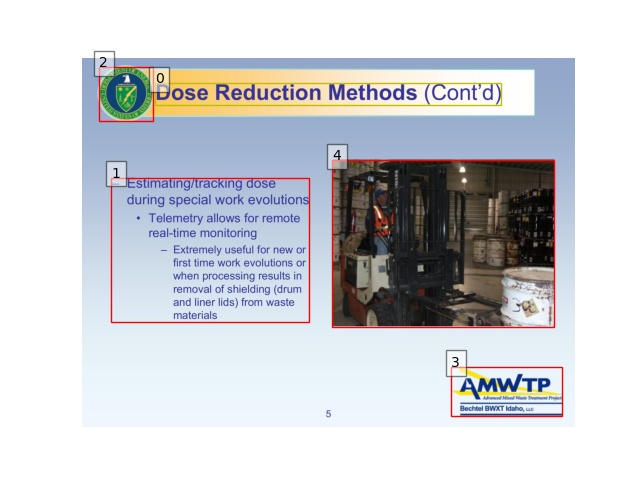 2
0
Dose Reduction Methods (Cont'd)
4
1
Estimating/tracking dose
during special work evolutions
• Telemetry allows for remote
real-time monitoring
– Extremely useful for new or
first time work evolutions or
when processing results in
removal of shielding (drum
and liner lids) from waste
materials
3
AMWTP
Advanced Mixed Waste Treatment Project
Bechtel BWXT Idaho, LLC
5